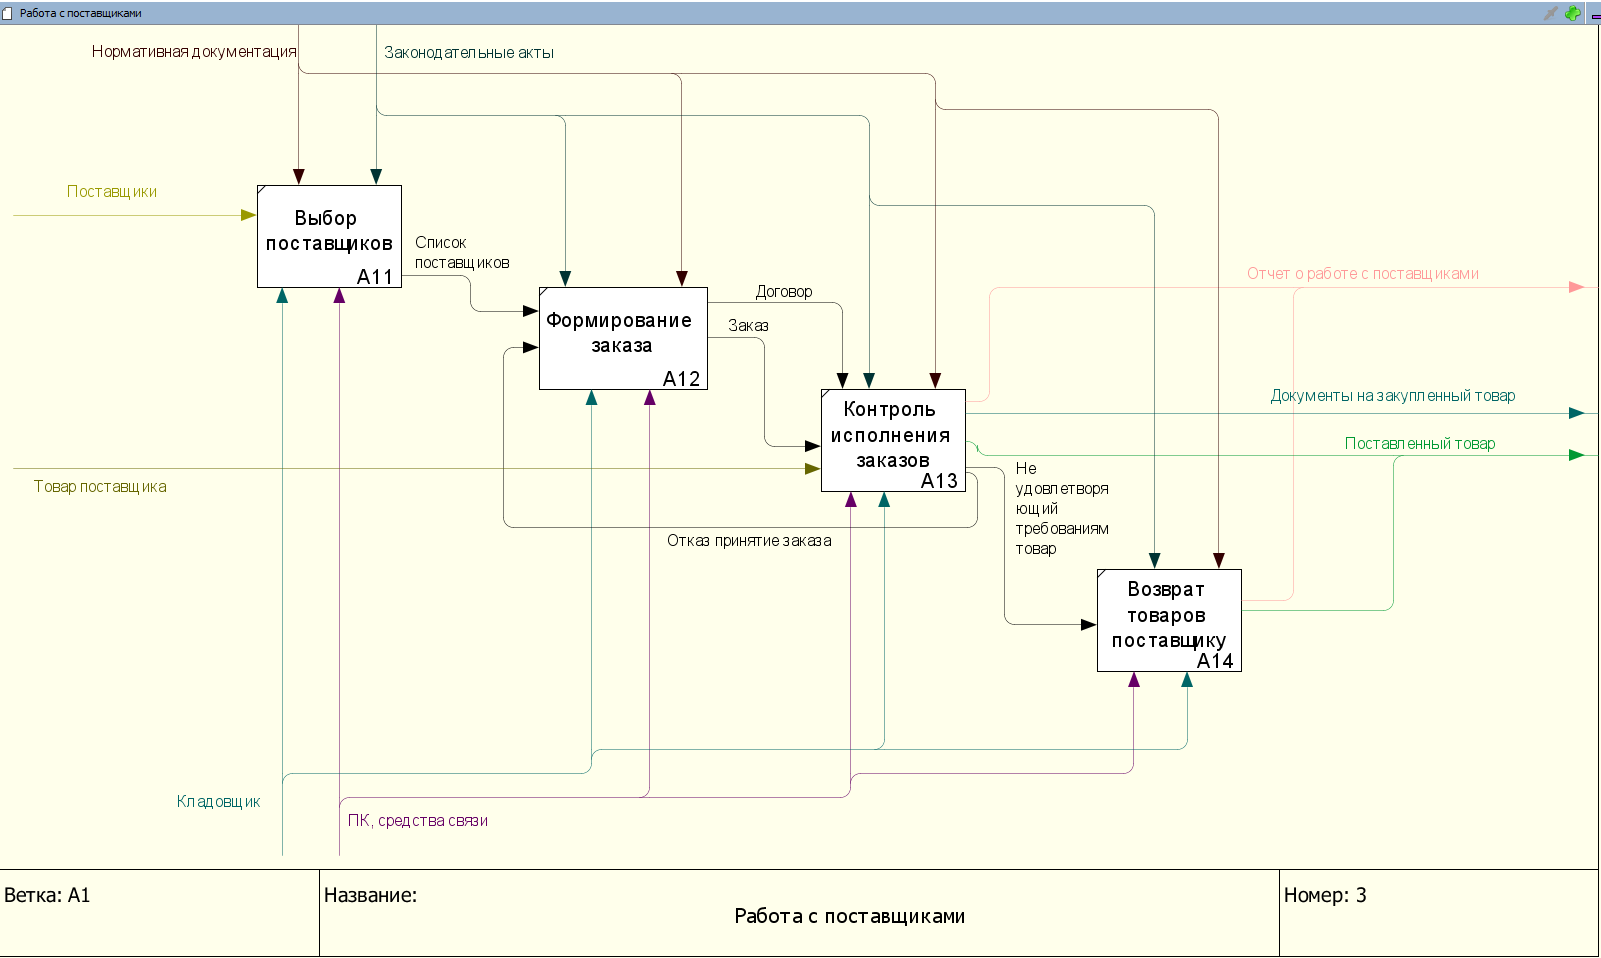 Работа с поставщиками
Нормативная документация
Законодательные акты
Поставщики
Выбор
поставщиков
A11
Список
поставщиков
Формирование
заказа
A12
Договор
Заказ
Контроль
исполнения
заказов
A13
Отчет о работе с поставщиками
Документы на закупленный товар
Поставленный товар
Товар поставщика
Не
удовлетворя
ющий
требованиям
товар
Отказ принятие заказа
Возврат
товаров
поставщику
A14
Кладовщик
ПК, средства связи
Ветка: A1
Название:
Работа с поставщиками
Номер: 3